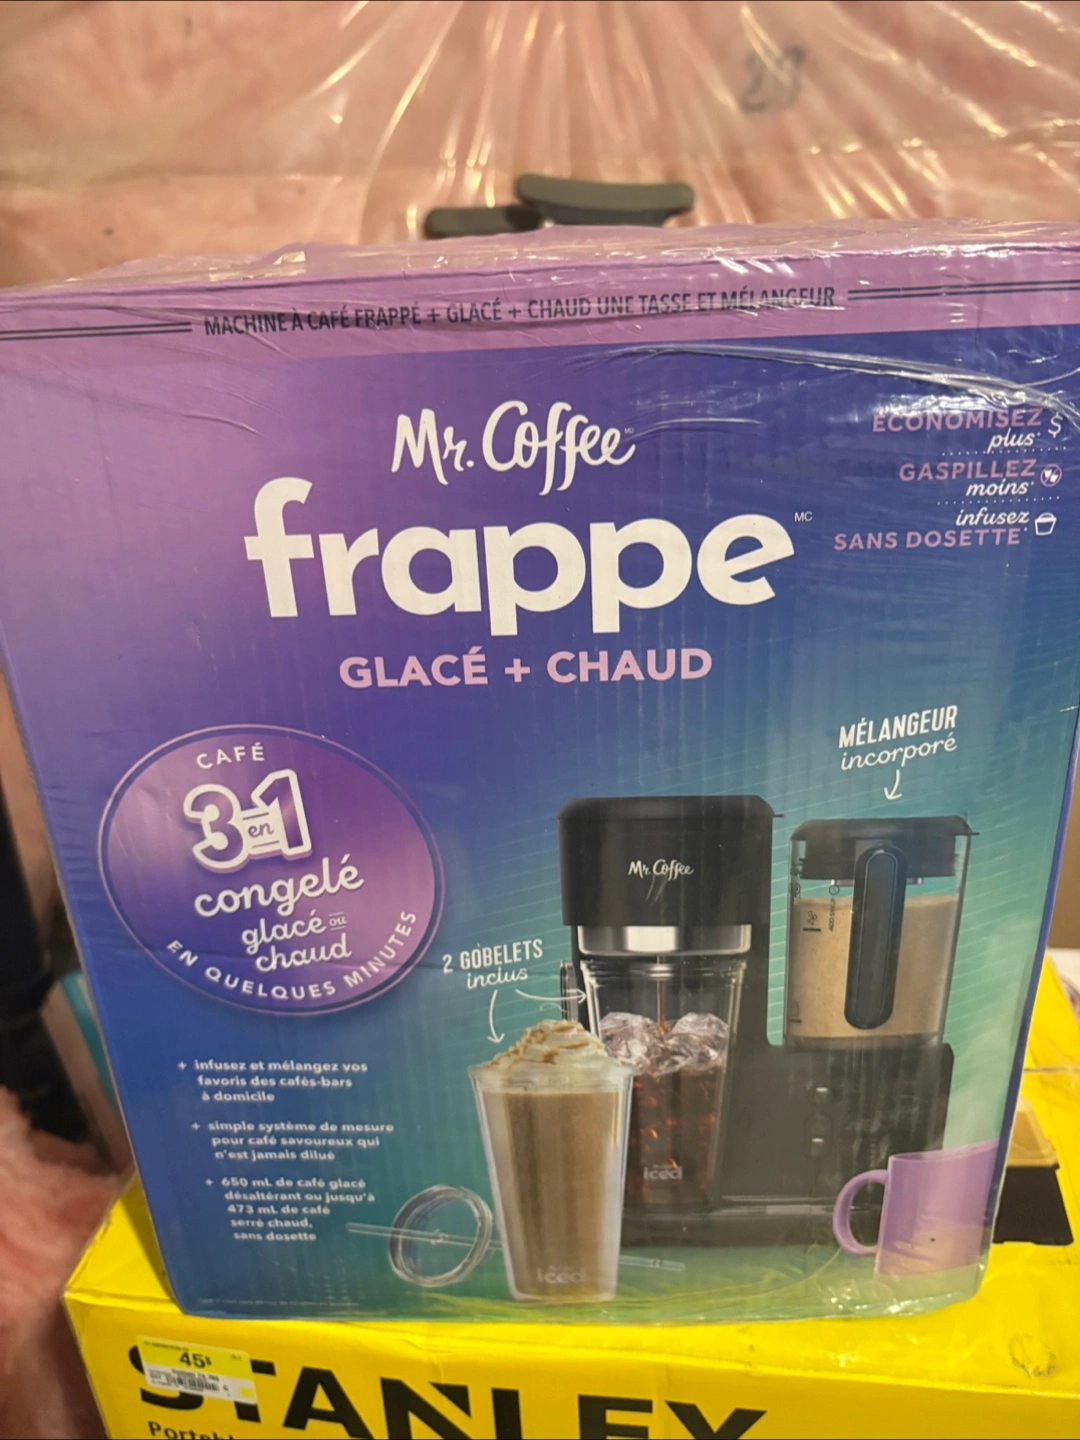 MACHINE À CAFÉ FRAPPÉ + GLACÉ + CHAUD UNE TASSE ET MÉLANGEUR
Mr. Coffee
frappe MC
GLACÉ + CHAUD
ÉCONOMISEZ
plus*
GASPILLEZ
moins*
infusez
SANS DOSETTE*
MÉLANGEUR
incorporé
CAFÉ
3 en 1
congelé
glacé ou
chaud
EN QUELQUES MINUTES
2 GOBELETS
inclus
Mr. Coffee
iced
iced
+ infusez et mélangez vos
favoris des cafés-bars
à domicile
+ simple système de mesure
pour café savoureux qui
n'est jamais dilué
+ 650 mL de café glacé
désaltérant ou jusqu'à
473 mL de café
serré chaud,
sans dosette
45$
STANLEY